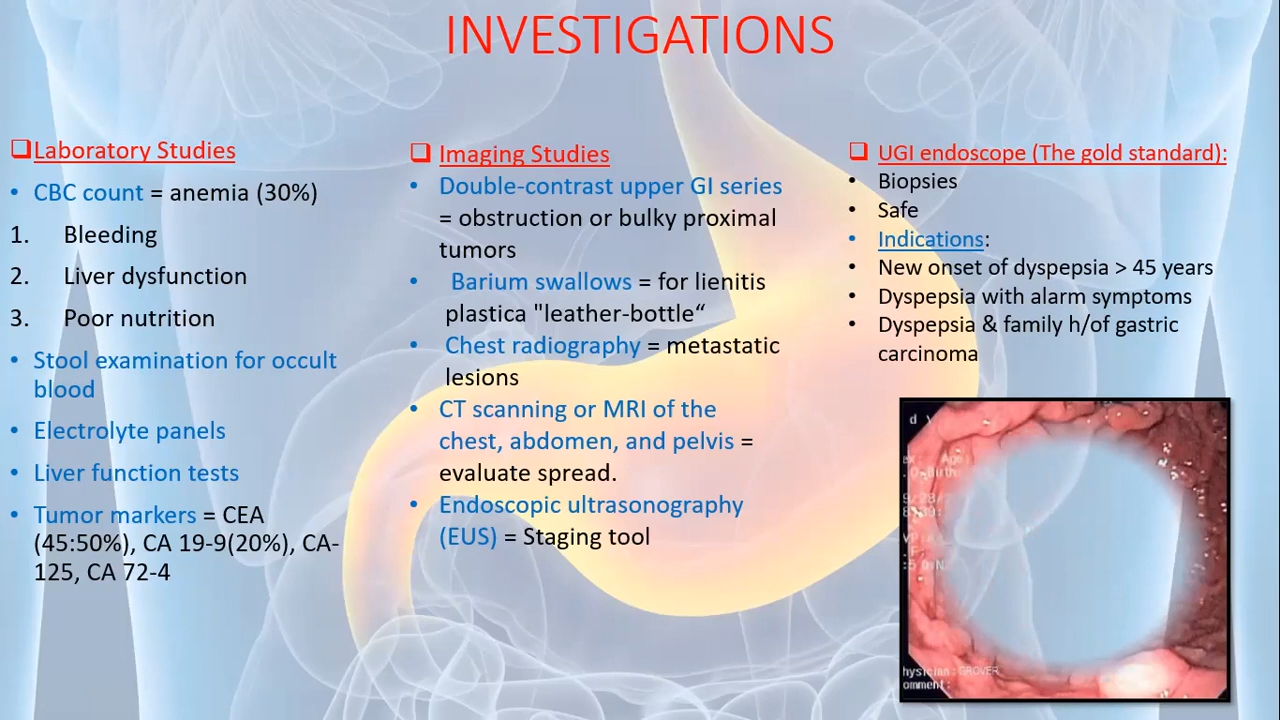 INVESTIGATIONS
❑Laboratory Studies
• CBC count = anemia (30%)
1. Bleeding
2. Liver dysfunction
3. Poor nutrition
• Stool examination for occult
blood
• Electrolyte panels
• Liver function tests
• Tumor markers = CEA
(45:50%), CA 19-9(20%), CA-
125, CA 72-4
❑ Imaging Studies
• Double-contrast upper GI series
= obstruction or bulky proximal
tumors
• Barium swallows = for lienitis
plastica "leather-bottle“
• Chest radiography = metastatic
lesions
• CT scanning or MRI of the
chest, abdomen, and pelvis =
evaluate spread.
• Endoscopic ultrasonography
(EUS) = Staging tool
❑ UGI endoscope (The gold standard):
• Biopsies
• Safe
• Indications:
• New onset of dyspepsia > 45 years
• Dyspepsia with alarm symptoms
• Dyspepsia & family h/of gastric
carcinoma
hysician: GROVER
omment: